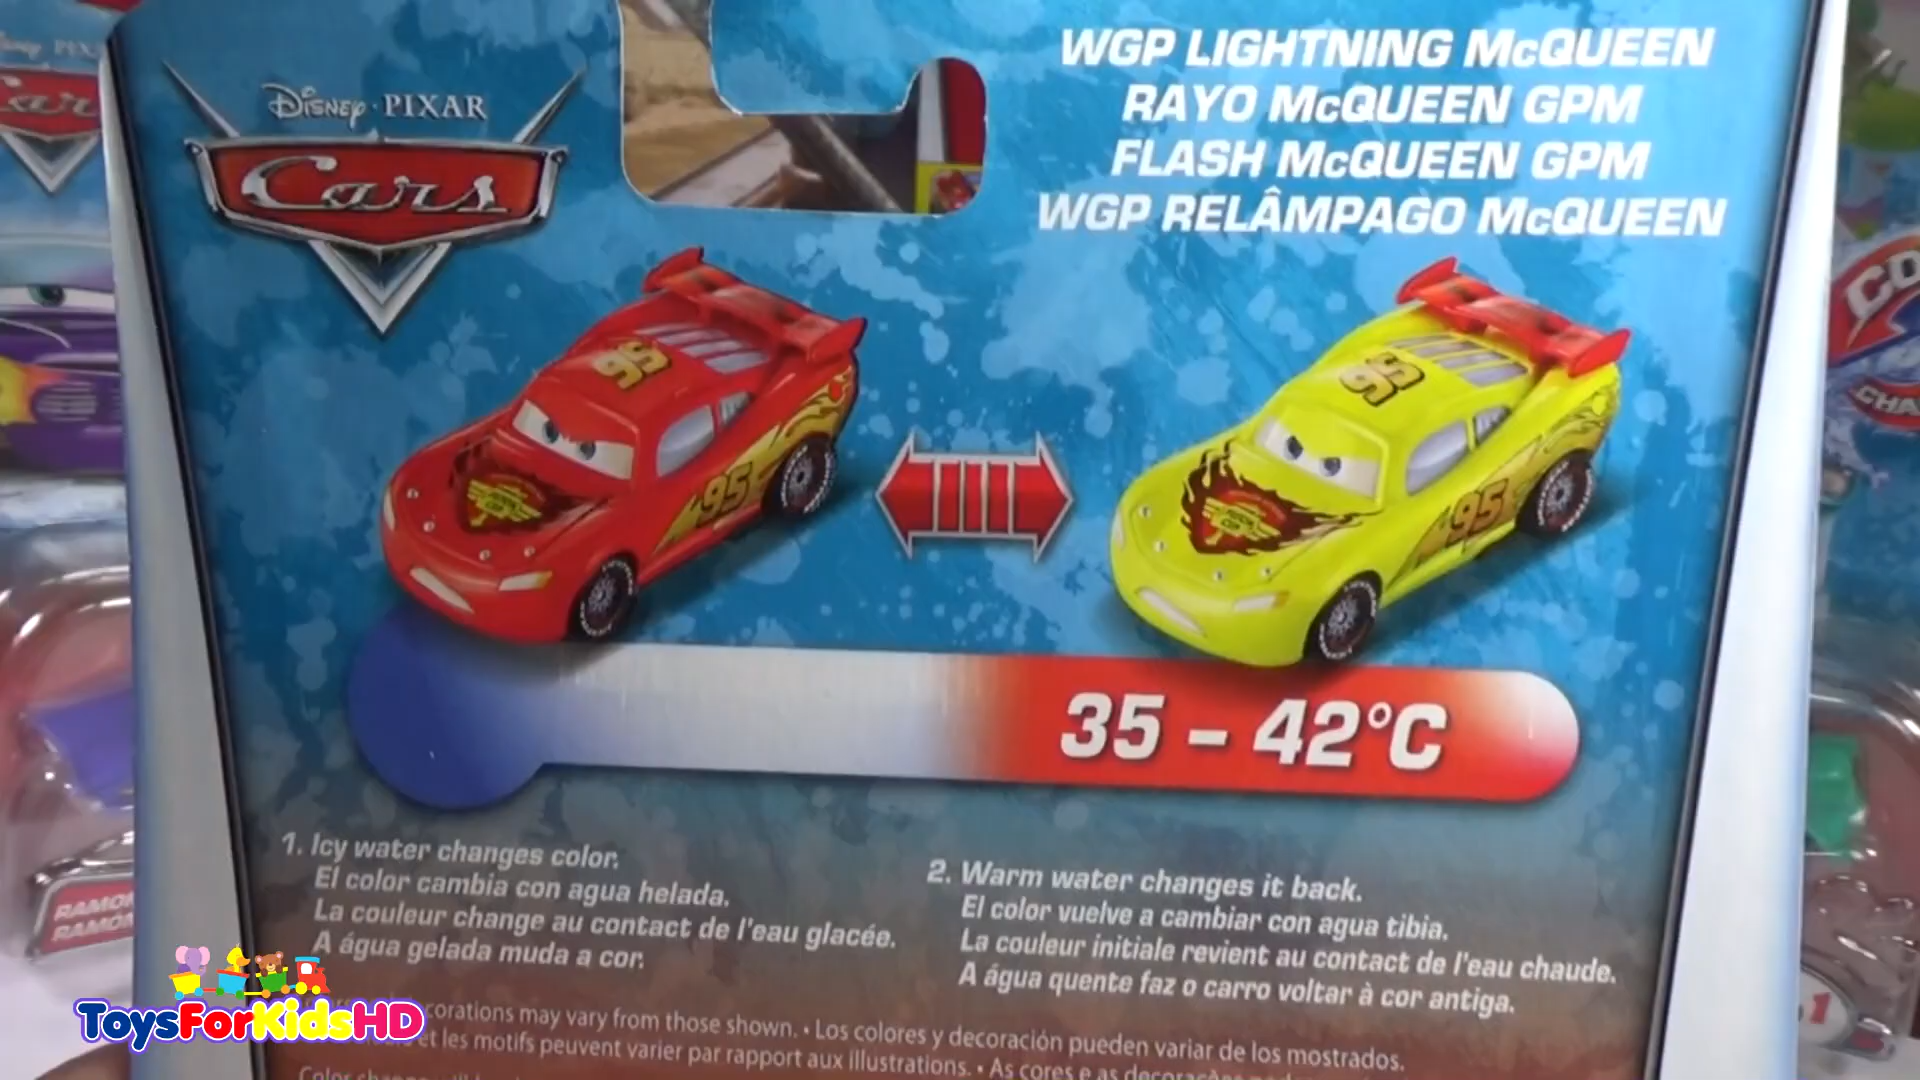 WGP LIGHTNING McQUEEN
RAYO McQUEEN GPM
FLASH McQUEEN GPM
WGP RELÂMPAGO McQUEEN
DISNEY · PIXAR
Cars
95
95
95
95
35 – 42°C
1. Icy water changes color.
El color cambia con agua helada.
La couleur change au contact de l'eau glacée.
A água gelada muda a cor.
2. Warm water changes it back.
El color vuelve a cambiar con agua tibia.
La couleur initiale revient au contact de l'eau chaude.
A água quente faz o carro voltar à cor antiga.
may vary from those shown. • Los colores y decoración pueden variar de los mostrados.
et les motifs peuvent varier par rapport aux illustrations. • As cores e as
ToysForKidsHD